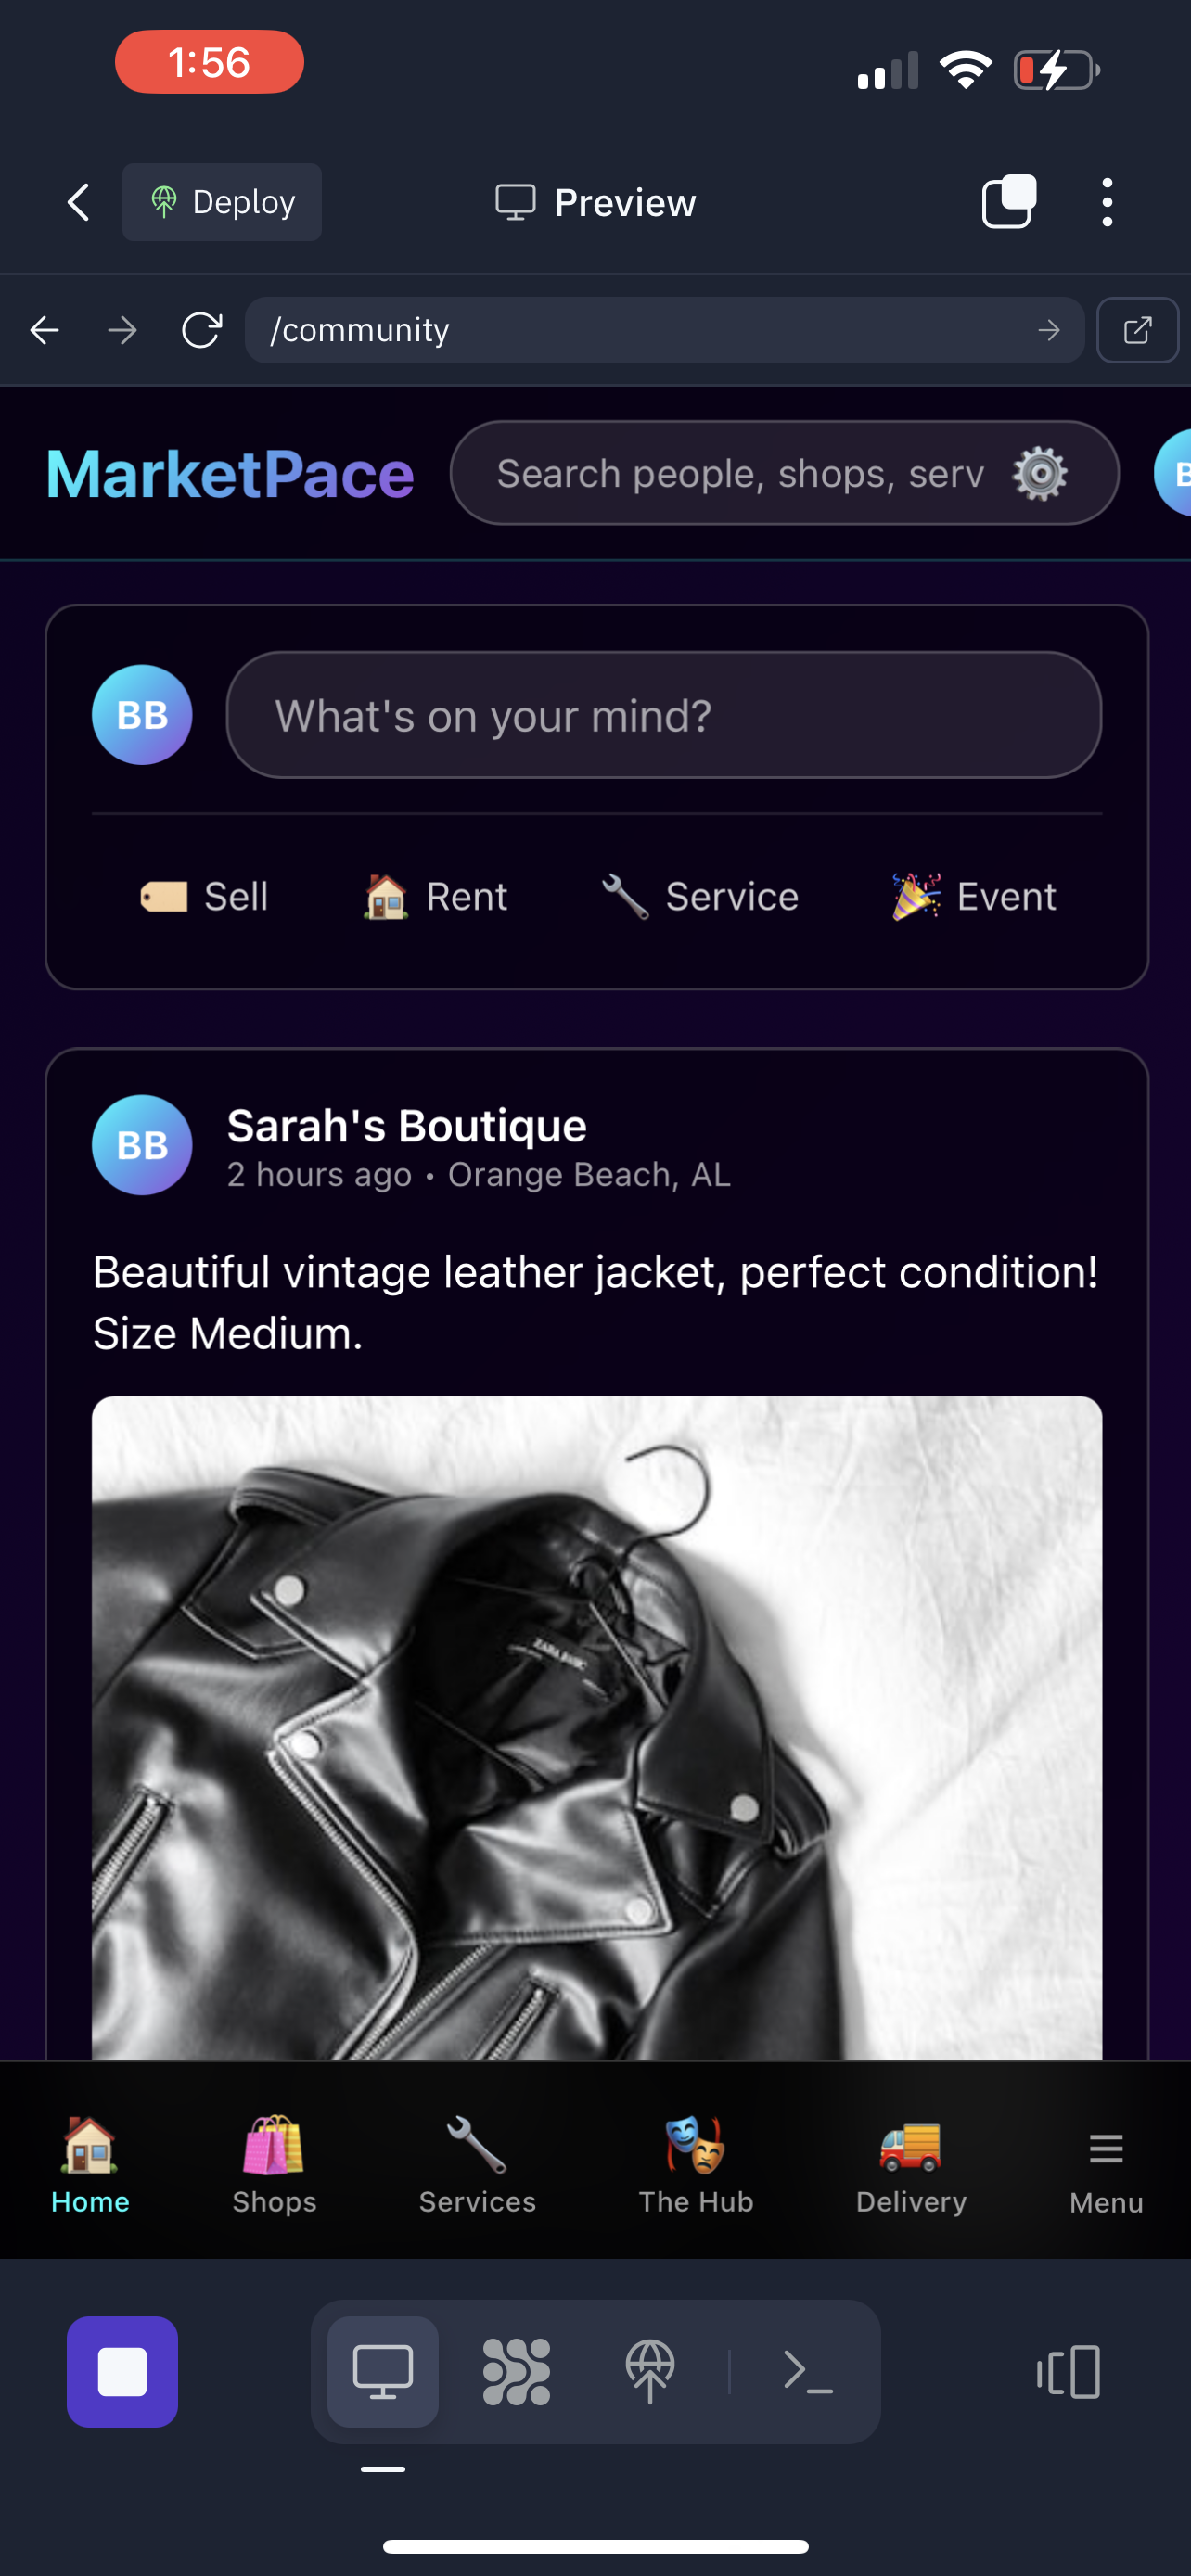 1:56
Deploy
Preview
/community
MarketPace
Search people, shops, serv
BB
What's on your mind?
Sell
Rent
Service
Event
BB
Sarah's Boutique
2 hours ago • Orange Beach, AL
Beautiful vintage leather jacket, perfect condition!
Size Medium.
Home
Shops
Services
The Hub
Delivery
Menu